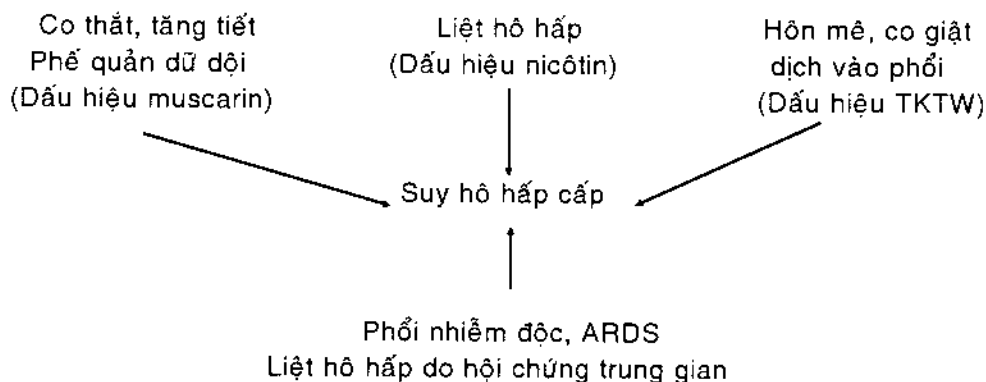 Co thắt, tăng tiết
Phế quản dữ dội
(Dấu hiệu muscarin)
Liệt hô hấp
(Dấu hiệu nicôtin)
Hôn mê, co giật
dịch vào phổi
(Dấu hiệu TKTW)
Suy hô hấp cấp
Phổi nhiễm độc, ARDS
Liệt hô hấp do hội chứng trung gian